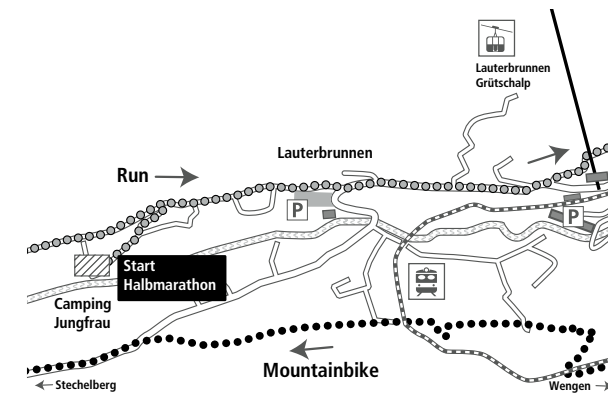 Lauterbrunnen
Grütschalp
Lauterbrunnen
Run
P
P
Start
Halbmarathon
Camping
Jungfrau
Mountainbike
Stechelberg
Wengen